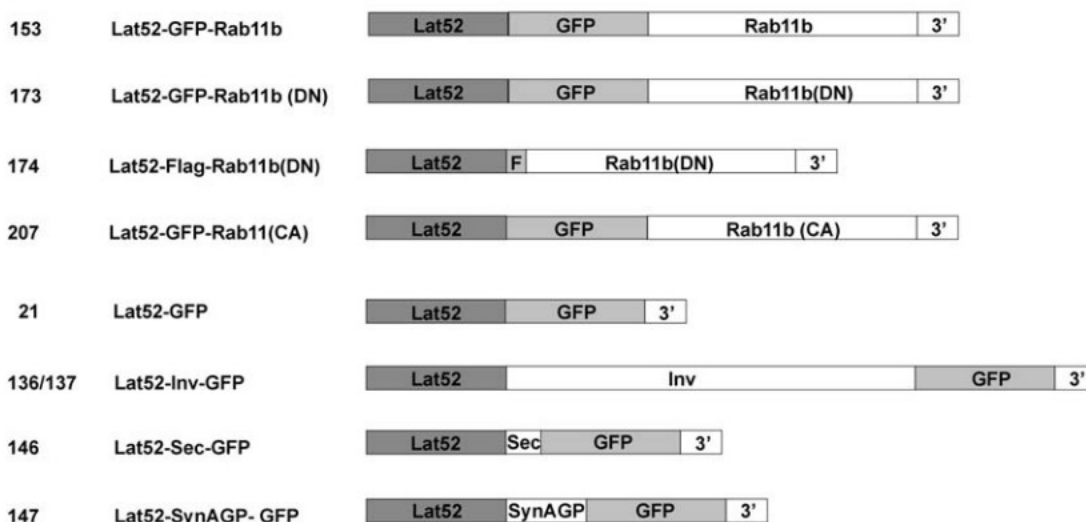 153 Lat52-GFP-Rab11b Lat52 GFP Rab11b 3’
173 Lat52-GFP-Rab11b (DN) Lat52 GFP Rab11b(DN) 3’
174 Lat52-Flag-Rab11b(DN) Lat52 F Rab11b(DN) 3’
207 Lat52-GFP-Rab11(CA) Lat52 GFP Rab11b (CA) 3’
21 Lat52-GFP Lat52 GFP 3’
136/137 Lat52-Inv-GFP Lat52 Inv GFP 3’
146 Lat52-Sec-GFP Lat52 Sec GFP 3’
147 Lat52-SynAGP- GFP Lat52 SynAGP GFP 3’